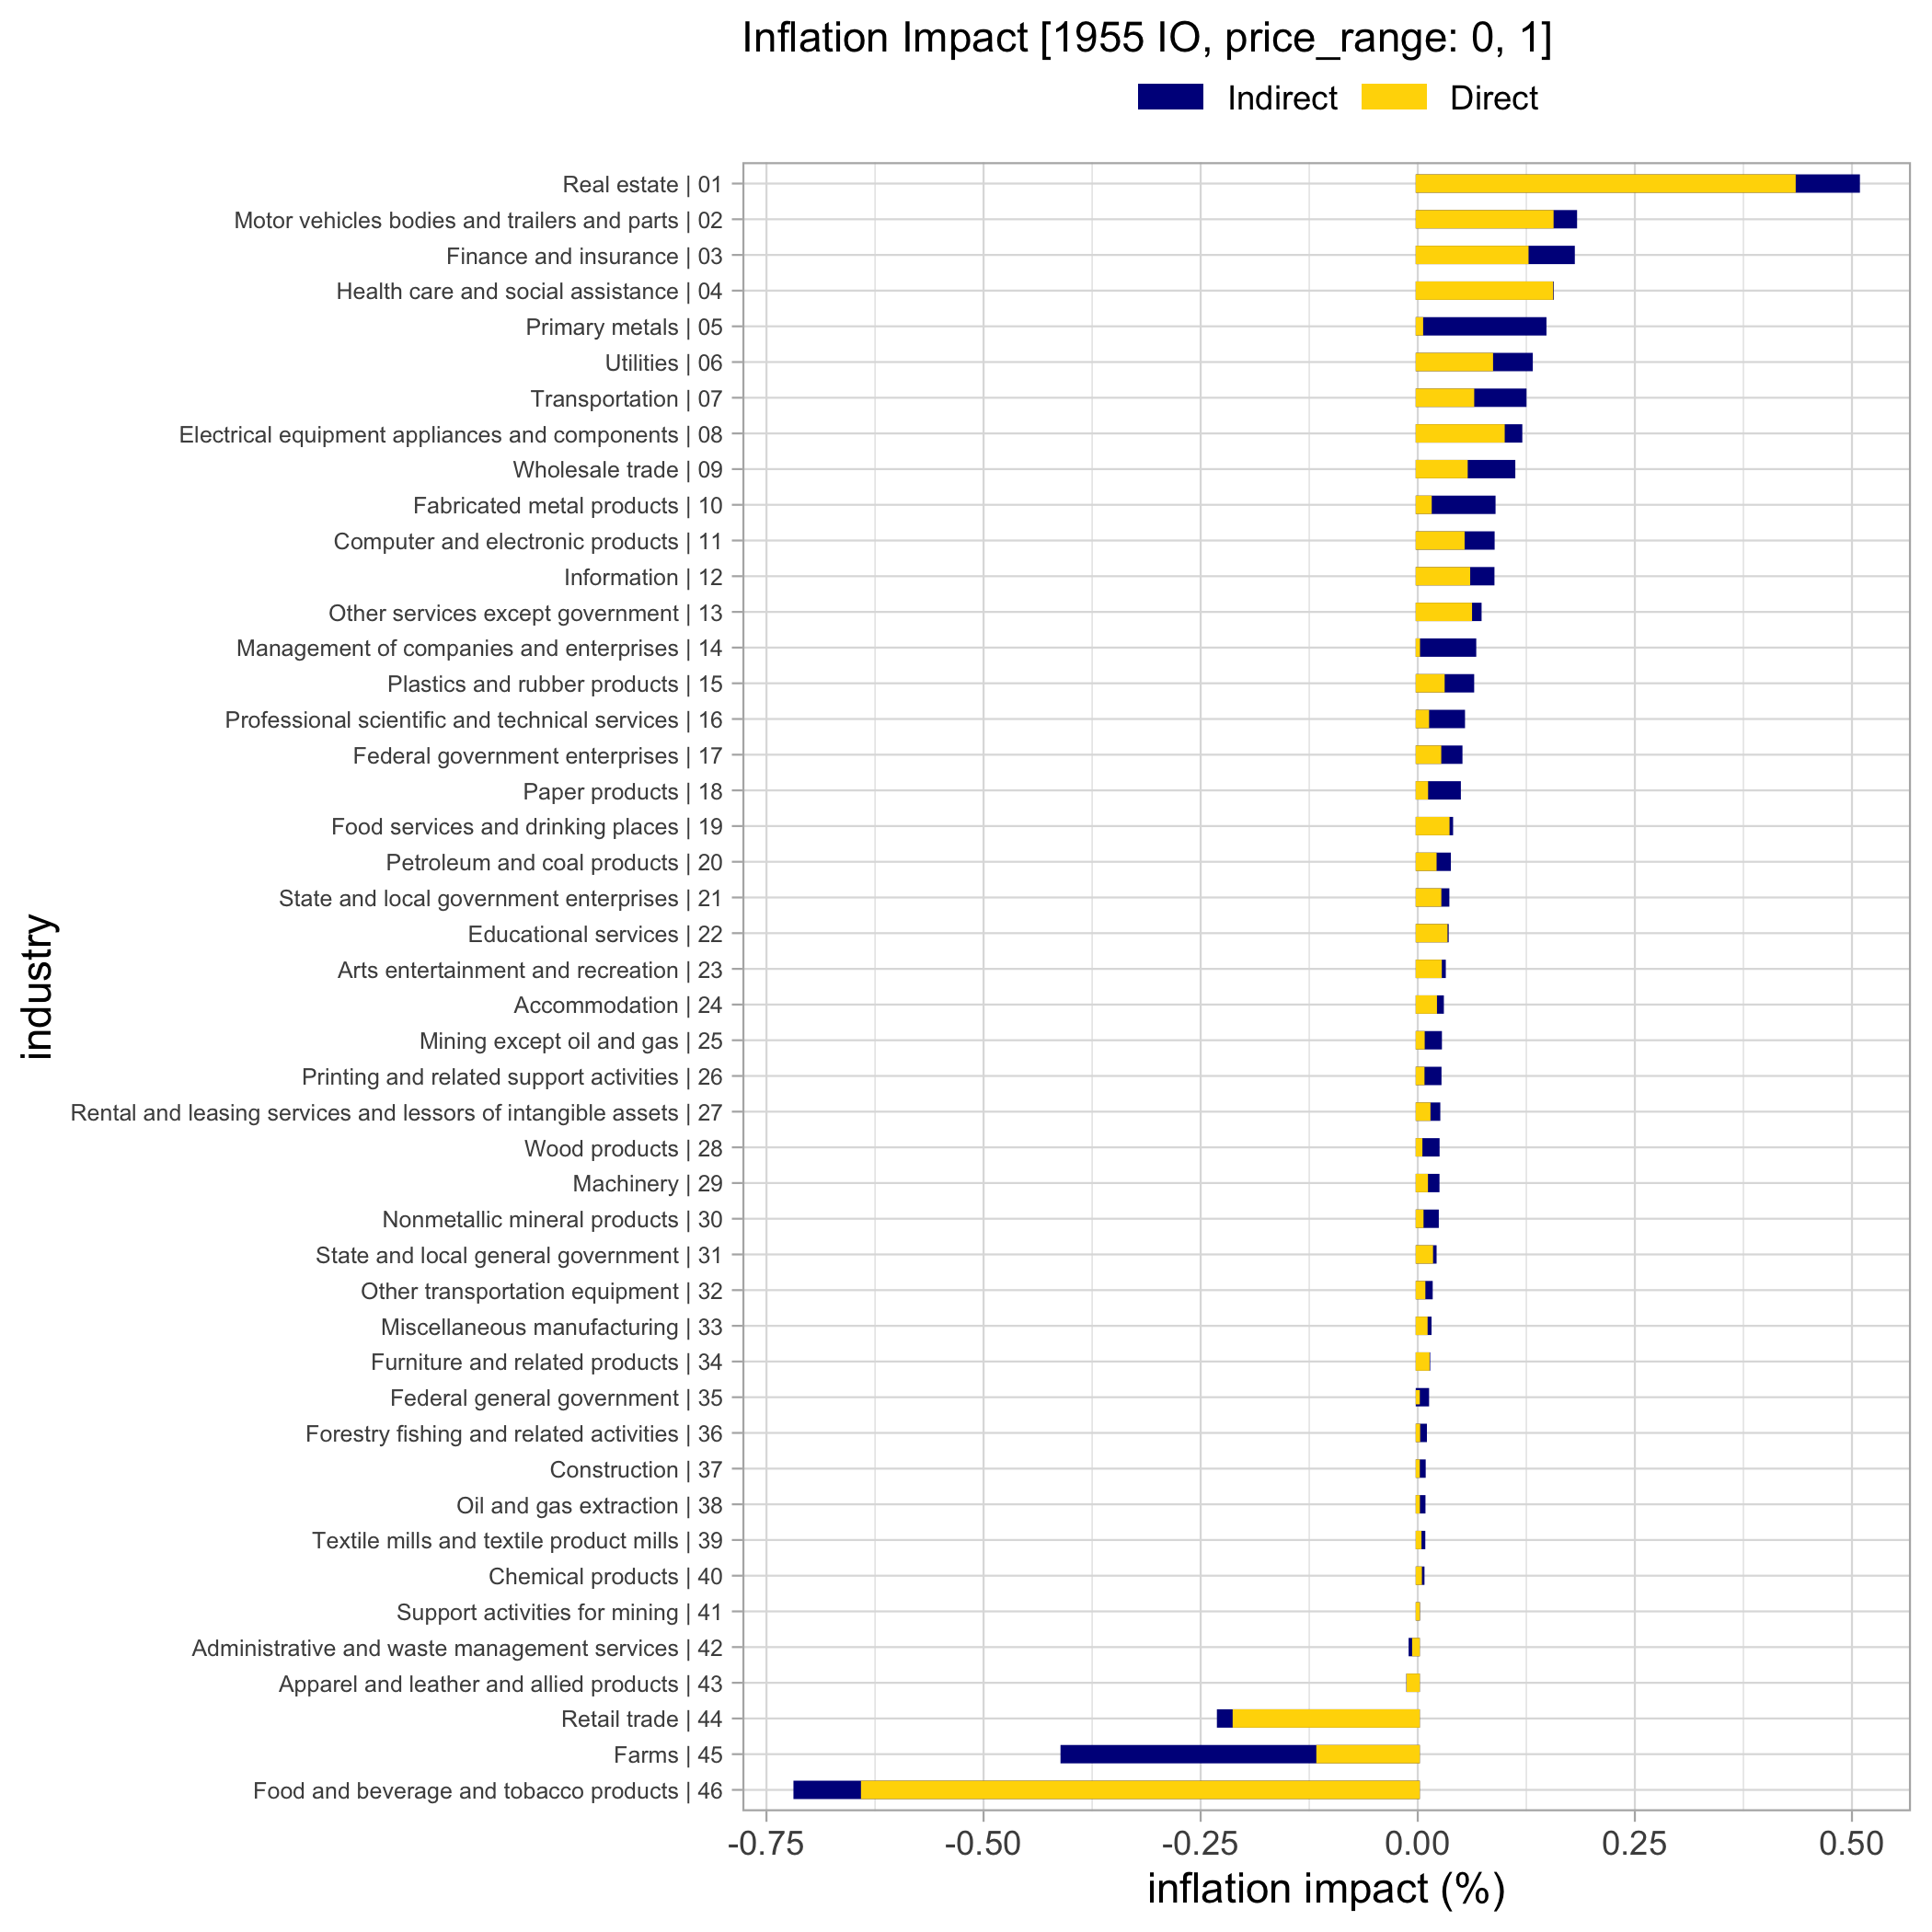 Inflation Impact [1955 IO, price_range: 0, 1]
Indirect Direct
industry
Real estate | 01
Motor vehicles bodies and trailers and parts | 02
Finance and insurance | 03
Health care and social assistance | 04
Primary metals | 05
Utilities | 06
Transportation | 07
Electrical equipment appliances and components | 08
Wholesale trade | 09
Fabricated metal products | 10
Computer and electronic products | 11
Information | 12
Other services except government | 13
Management of companies and enterprises | 14
Plastics and rubber products | 15
Professional scientific and technical services | 16
Federal government enterprises | 17
Paper products | 18
Food services and drinking places | 19
Petroleum and coal products | 20
State and local government enterprises | 21
Educational services | 22
Arts entertainment and recreation | 23
Accommodation | 24
Mining except oil and gas | 25
Printing and related support activities | 26
Rental and leasing services and lessors of intangible assets | 27
Wood products | 28
Machinery | 29
Nonmetallic mineral products | 30
State and local general government | 31
Other transportation equipment | 32
Miscellaneous manufacturing | 33
Furniture and related products | 34
Federal general government | 35
Forestry fishing and related activities | 36
Construction | 37
Oil and gas extraction | 38
Textile mills and textile product mills | 39
Chemical products | 40
Support activities for mining | 41
Administrative and waste management services | 42
Apparel and leather and allied products | 43
Retail trade | 44
Farms | 45
Food and beverage and tobacco products | 46
-0.75 -0.50 -0.25 0.00 0.25 0.50
inflation impact (%)